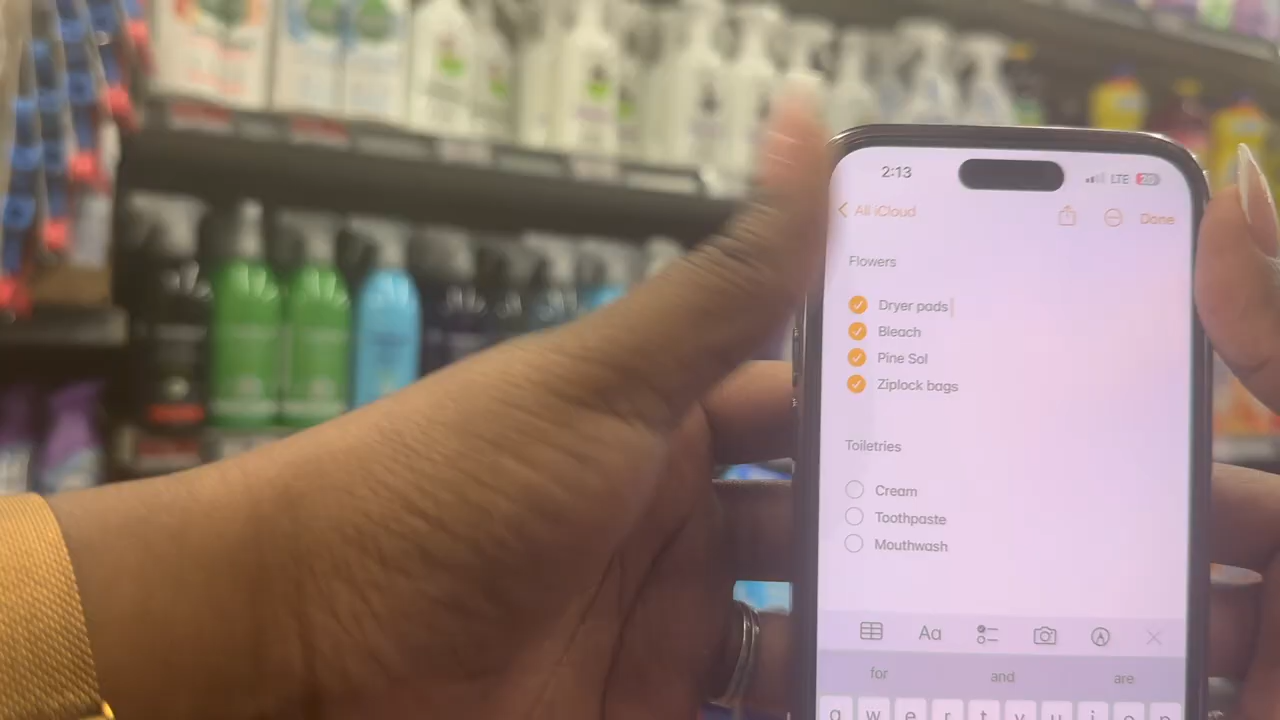 2:13
LTE
All iCloud
Done
Flowers
Dryer pads
Bleach
Pine Sol
Ziplock bags
Toiletries
Cream
Toothpaste
Mouthwash
Aa
for and are
q w e r t y u i o p